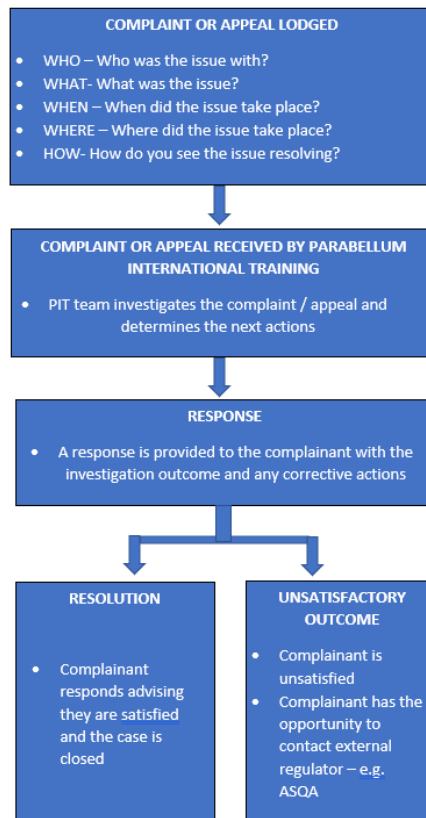 COMPLAINT OR APPEAL LODGED
• WHO – Who was the issue with?
• WHAT- What was the issue?
• WHEN – When did the issue take place?
• WHERE – Where did the issue take place?
• HOW- How do you see the issue resolving?
COMPLAINT OR APPEAL RECEIVED BY PARABELLUM
INTERNATIONAL TRAINING
• PIT team investigates the complaint / appeal and
determines the next actions
RESPONSE
• A response is provided to the complainant with the
investigation outcome and any corrective actions
RESOLUTION
• Complainant
responds advising
they are satisfied
and the case is
closed
UNSATISFACTORY
OUTCOME
• Complainant is
unsatisfied
• Complainant has the
opportunity to
contact external
regulator – e.g.
ASQA